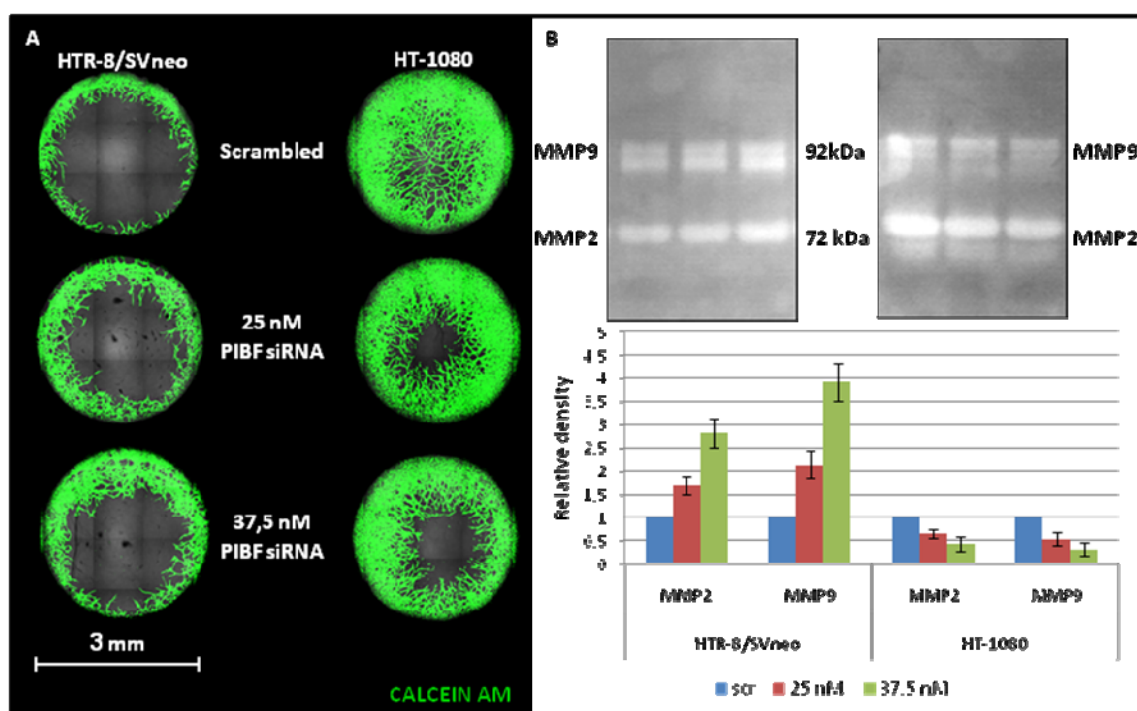 A
HTR-8/SVneo
HT-1080
Scrambled
25 nM
PIBF siRNA
37,5 nM
PIBF siRNA
3 mm
CALCEIN AM
B
MMP9
92kDa
MMP9
MMP2
72 kDa
MMP2
Relative density
5
4.5
4
3.5
3
2.5
2
1.5
1
0.5
0
MMP2
MMP9
MMP2
MMP9
HTR-8/SVneo
HT-1080
scr
25 nM
37.5 nM